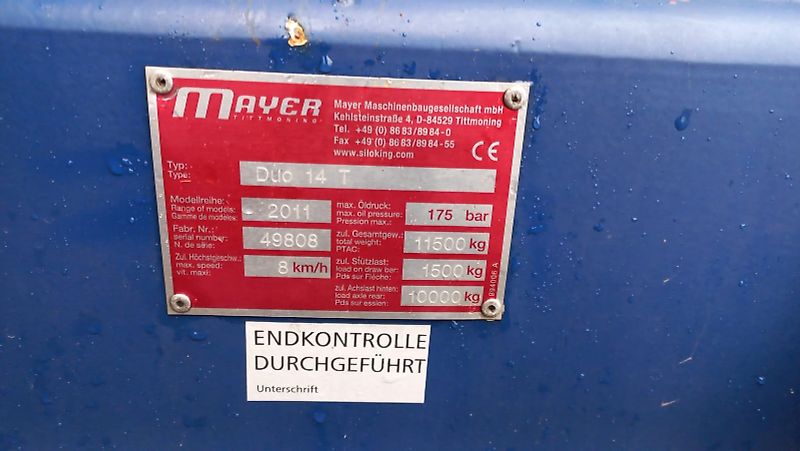 MAYER
TITTMONING
Mayer Maschinenbaugesellschaft mbH
Kehlsteinstraße 4, D-84529 Tittmoning
Tel. +49 (0) 86 83/89 84-0
Fax +49 (0) 86 83/89 84-55
www.siloking.com
CE
Typ:
Type:
Duo 14 T
Modellreihe:
Range of models:
Gamme de modeles:
2011
Fabr. Nr.:
serial number:
N. de série:
49808
Zul. Höchstgeschw.:
max. speed:
vit. maxi:
8 km/h
max. Öldruck:
max. oil pressure:
Pression max.:
175 bar
zul. Gesamtgew.:
total weight:
PTAC:
11500 kg
zul. Stützlast:
load on draw bar:
Pds sur Flèche:
1500 kg
zul. Achslast hinten:
load axle rear:
Pds sur ession:
10000 kg
ENDKONTROLLE
DURCHGEFÜHRT
Unterschrift